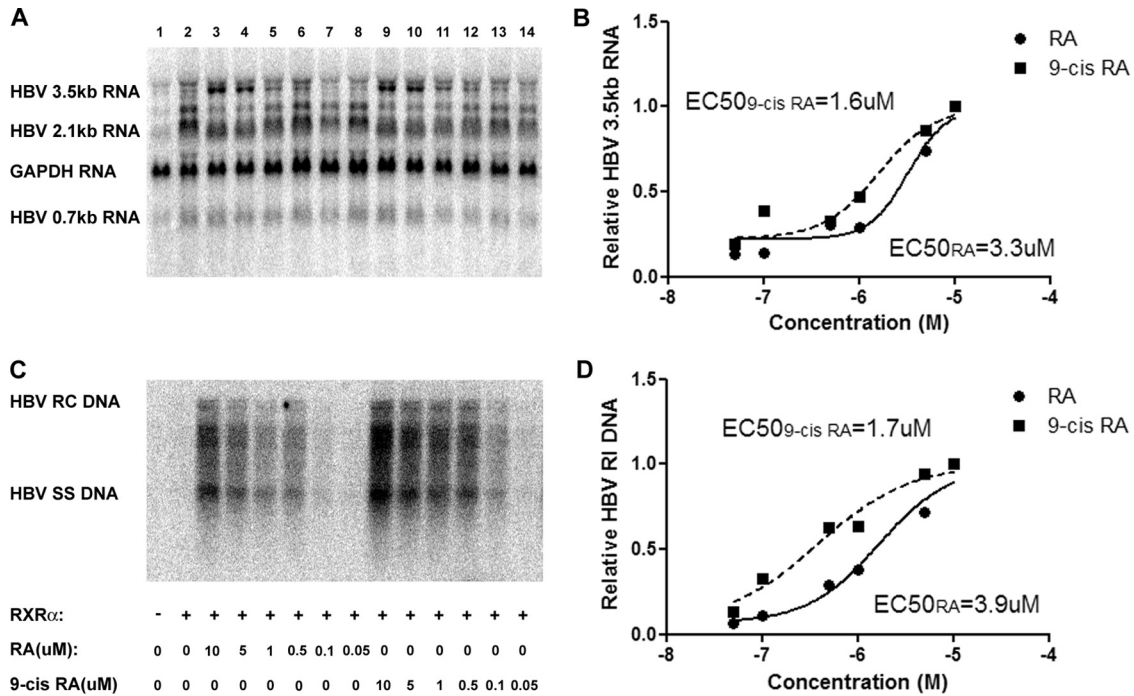 A
1 2 3 4 5 6 7 8 9 10 11 12 13 14
HBV 3.5kb RNA
HBV 2.1kb RNA
GAPDH RNA
HBV 0.7kb RNA
B
Relative HBV 3.5kb RNA
1.5
1.0
0.5
0.0
-8 -7 -6 -5 -4
Concentration (M)
RA
9-cis RA
EC509-cis RA=1.6uM
EC50RA=3.3uM
C
HBV RC DNA
HBV SS DNA
RXRα: - + + + + + + + + + + + + +
RA(uM): 0 0 10 5 1 0.5 0.1 0.05 0 0 0 0 0 0
9-cis RA(uM) 0 0 0 0 0 0 0 0 10 5 1 0.5 0.1 0.05
D
Relative HBV RI DNA
1.5
1.0
0.5
0.0
-8 -7 -6 -5 -4
Concentration (M)
RA
9-cis RA
EC509-cis RA=1.7uM
EC50RA=3.9uM